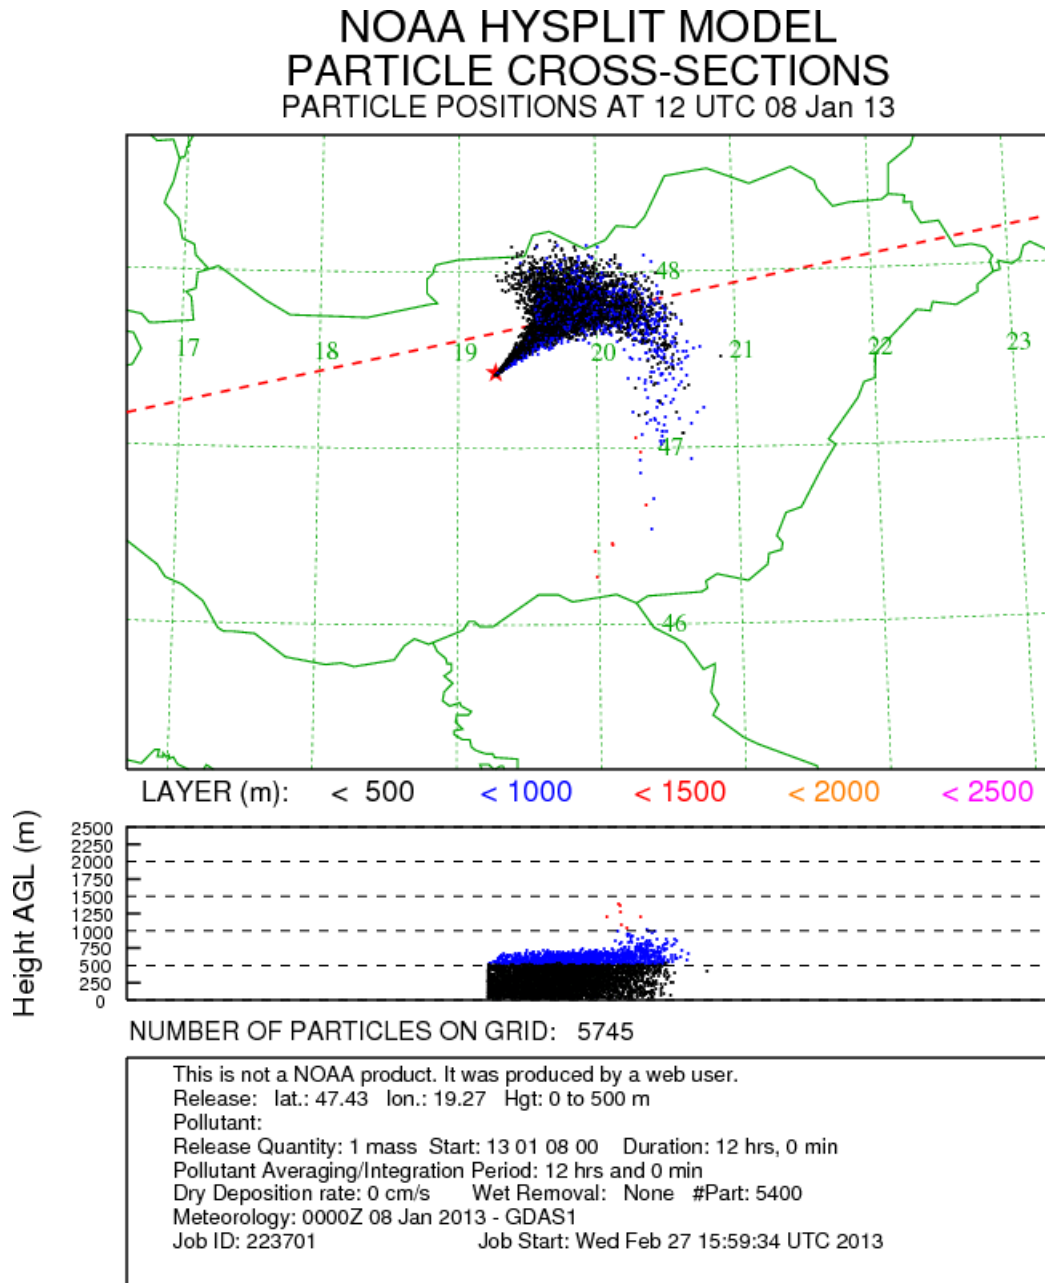 NOAA HYSPLIT MODEL
PARTICLE CROSS-SECTIONS
PARTICLE POSITIONS AT 12 UTC 08 Jan 13
48
17
18
19
20
21
22
23
47
46
LAYER (m): < 500 < 1000 < 1500 < 2000 < 2500
Height AGL (m)
2500
2250
2000
1750
1500
1250
1000
750
500
250
0
NUMBER OF PARTICLES ON GRID: 5745
This is not a NOAA product. It was produced by a web user.
Release: lat.: 47.43 lon.: 19.27 Hgt: 0 to 500 m
Pollutant:
Release Quantity: 1 mass Start: 13 01 08 00 Duration: 12 hrs, 0 min
Pollutant Averaging/Integration Period: 12 hrs and 0 min
Dry Deposition rate: 0 cm/s Wet Removal: None #Part: 5400
Meteorology: 0000Z 08 Jan 2013 - GDAS1
Job ID: 223701 Job Start: Wed Feb 27 15:59:34 UTC 2013